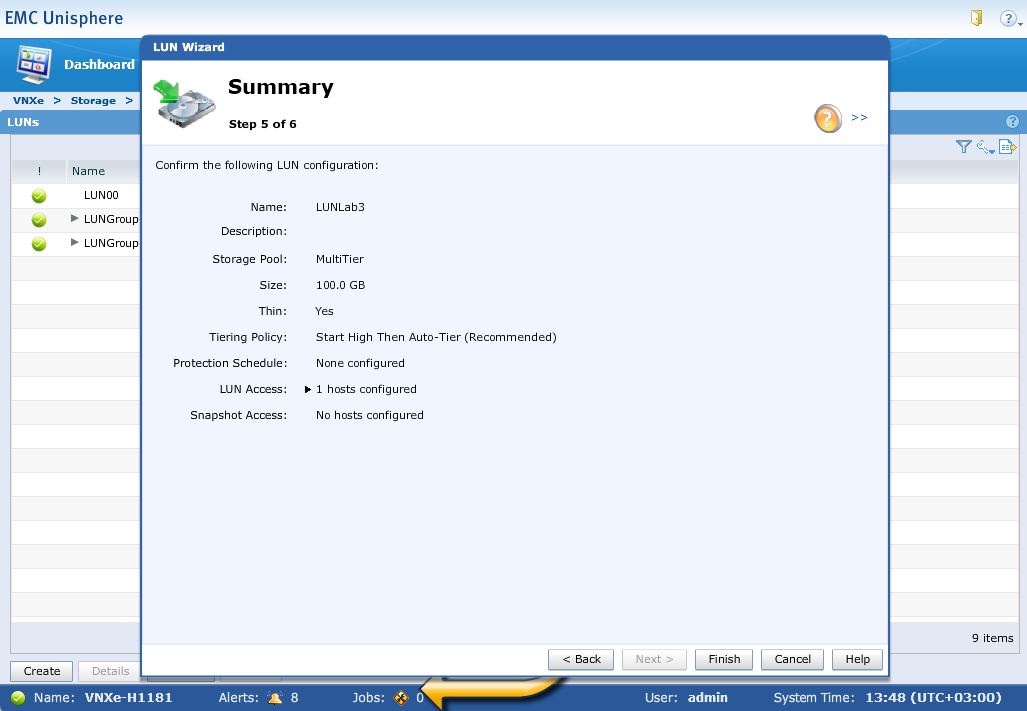 EMC Unisphere
?
LUN Wizard
Dashboard
Summary
Step 5 of 6
? >>
VNXe > Storage >
LUNs
?
! Name
LUN00
LUNGroup
LUNGroup
Confirm the following LUN configuration:
Name: LUNLab3
Description:
Storage Pool: MultiTier
Size: 100.0 GB
Thin: Yes
Tiering Policy: Start High Then Auto-Tier (Recommended)
Protection Schedule: None configured
LUN Access: 1 hosts configured
Snapshot Access: No hosts configured
9 items
< Back Next > Finish Cancel Help
Create Details
Name: VNXe-H1181 Alerts: 8 Jobs: 0 User: admin System Time: 13:48 (UTC+03:00)